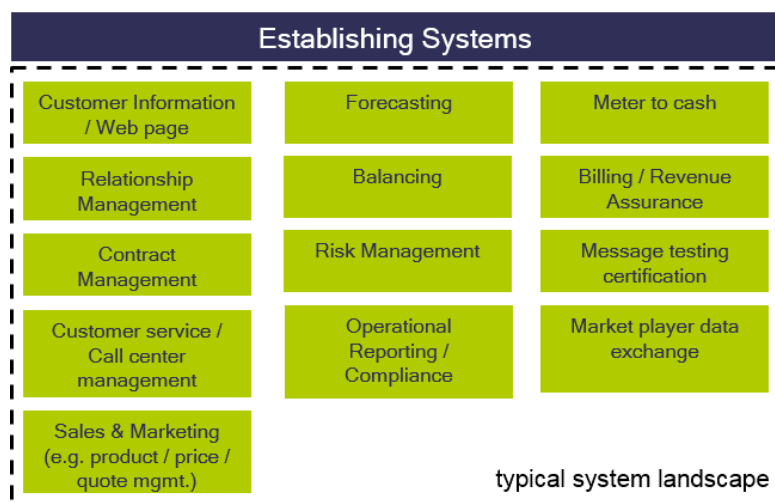 Establishing Systems
Customer Information
/ Web page
Relationship
Management
Contract
Management
Customer service /
Call center
management
Sales & Marketing
(e.g. product / price /
quote mgmt.)
Forecasting
Balancing
Risk Management
Operational
Reporting /
Compliance
Meter to cash
Billing / Revenue
Assurance
Message testing
certification
Market player data
exchange
typical system landscape